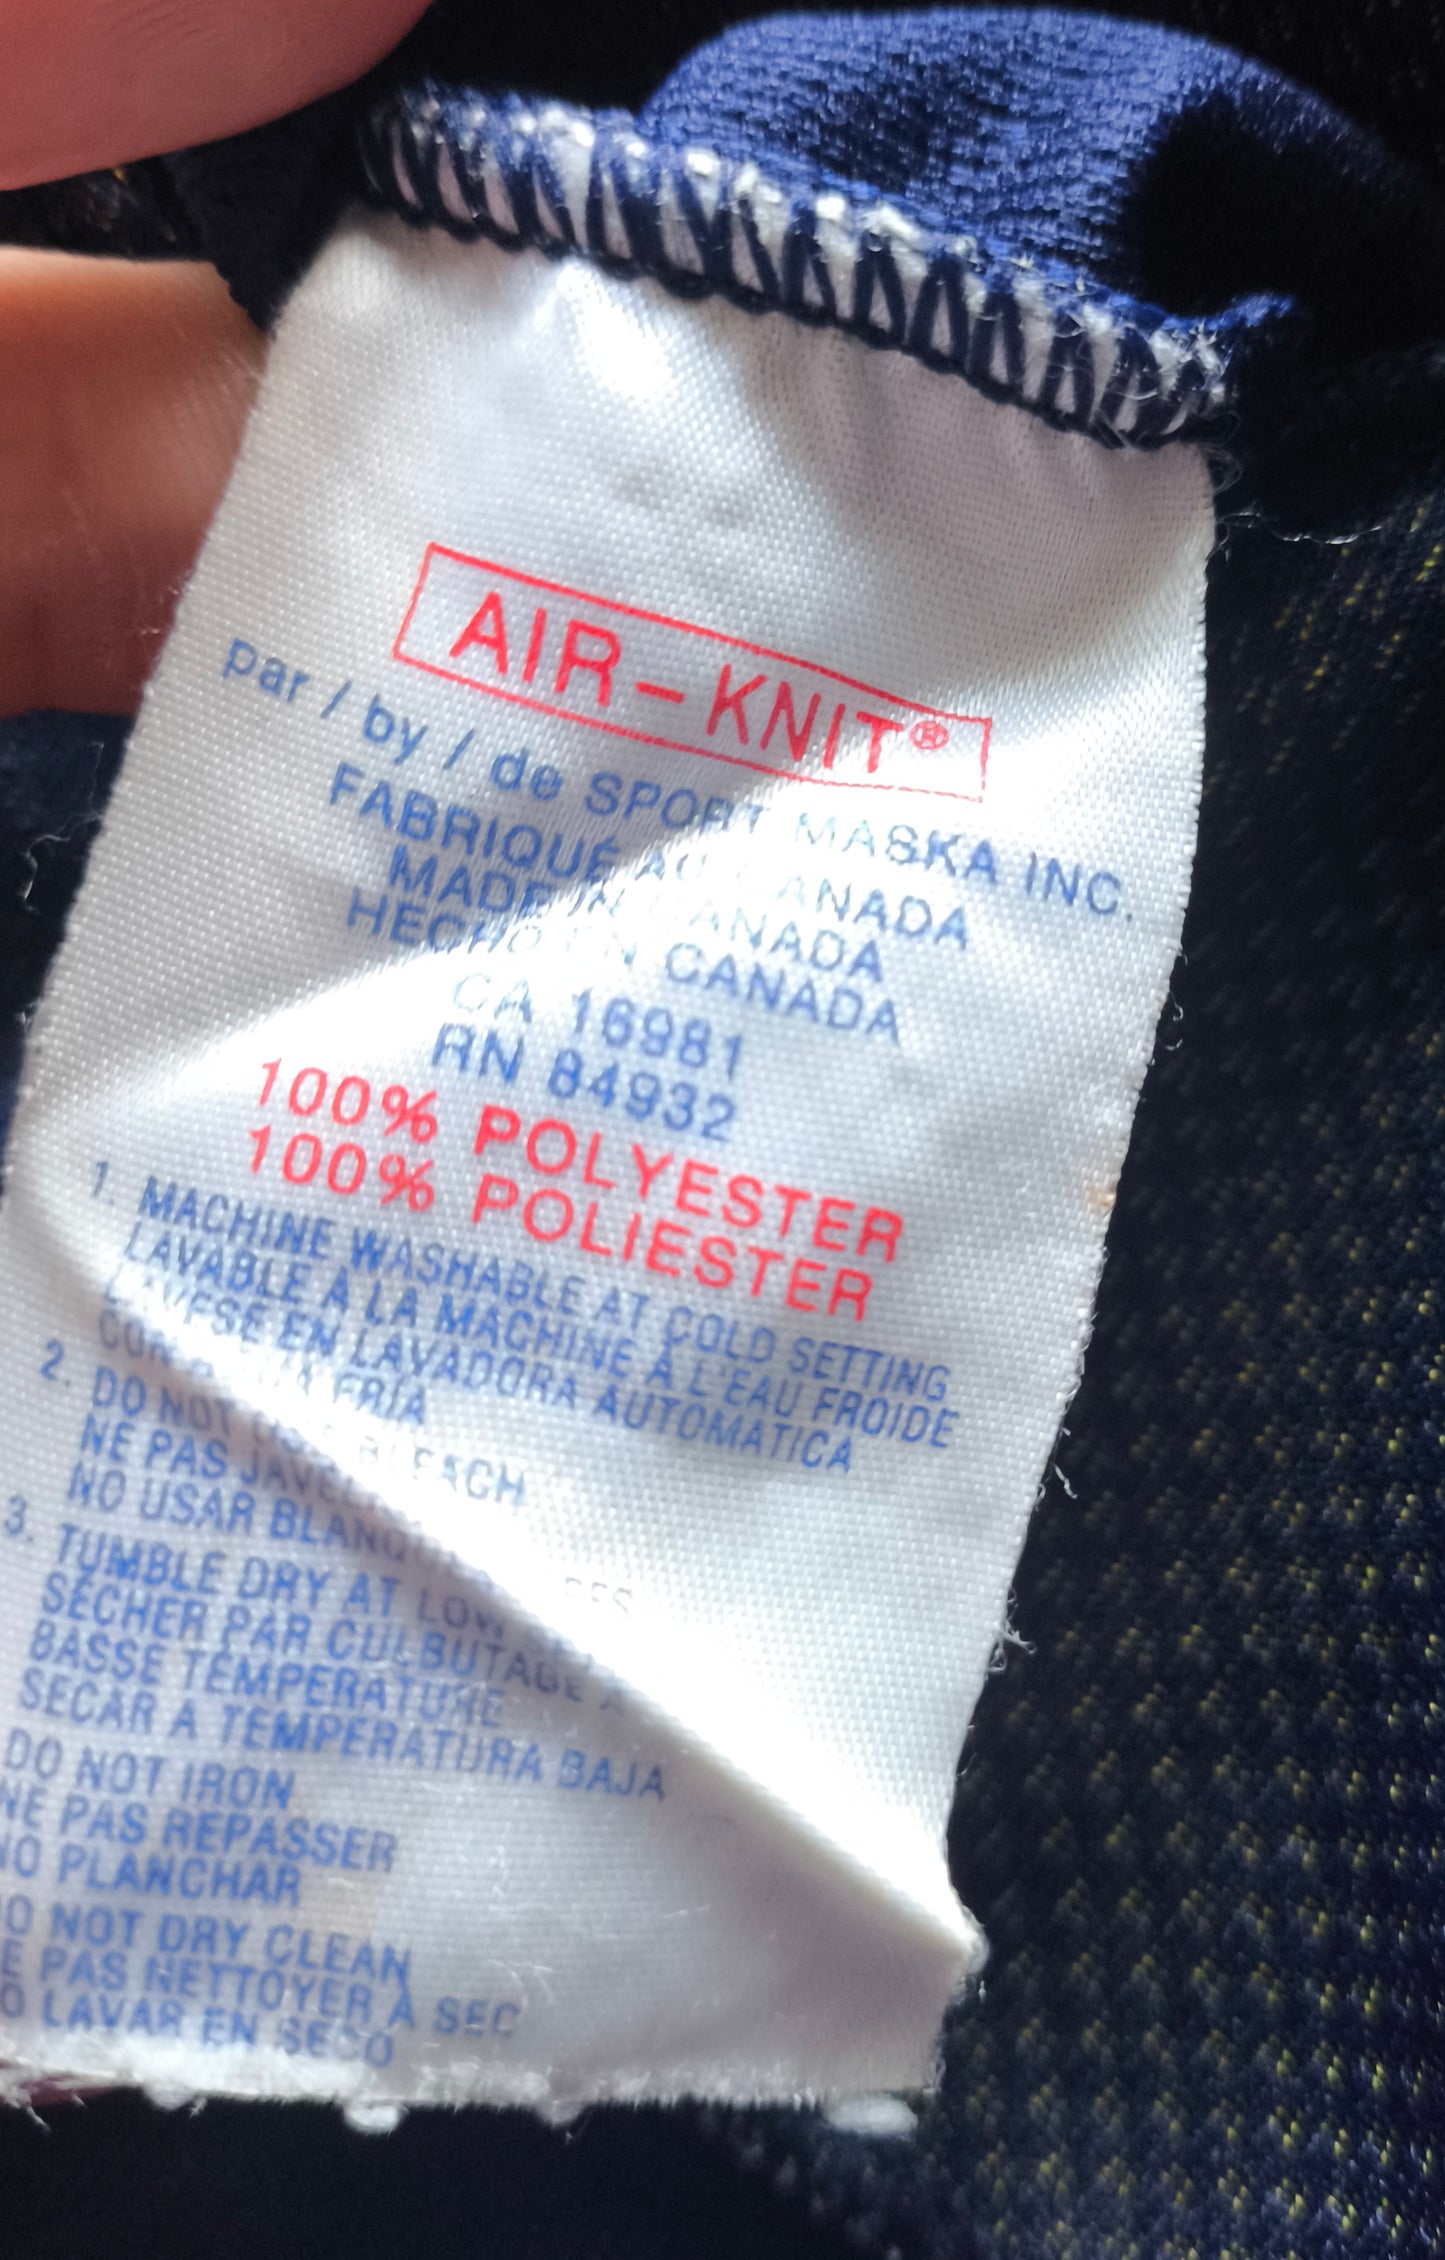 AIR-KNIT®
par / by / de SPORT MASKA INC.
FABRIQUÉ AU CANADA
MADE IN CANADA
HECHO EN CANADA
CA 16981
RN 84932
100% POLYESTER
100% POLIESTER
1. MACHINE WASHABLE AT COLD SETTING
LAVABLE À LA MACHINE À L'EAU FROIDE
LAVESE EN LAVADORA AUTOMATICA
CON AGUA FRÍA
2. DO NOT USE BLEACH
NE PAS
NO USAR
3. TUMBLE DRY AT LOW
SÉCHER PAR CULBUTAGE À
BASSE TEMPÉRATURE
SECAR A TEMPERATURA BAJA
DO NOT IRON
NE PAS REPASSER
NO PLANCHAR
DO NOT DRY CLEAN
PAS NETTOYER À SEC
LAVAR EN SECO